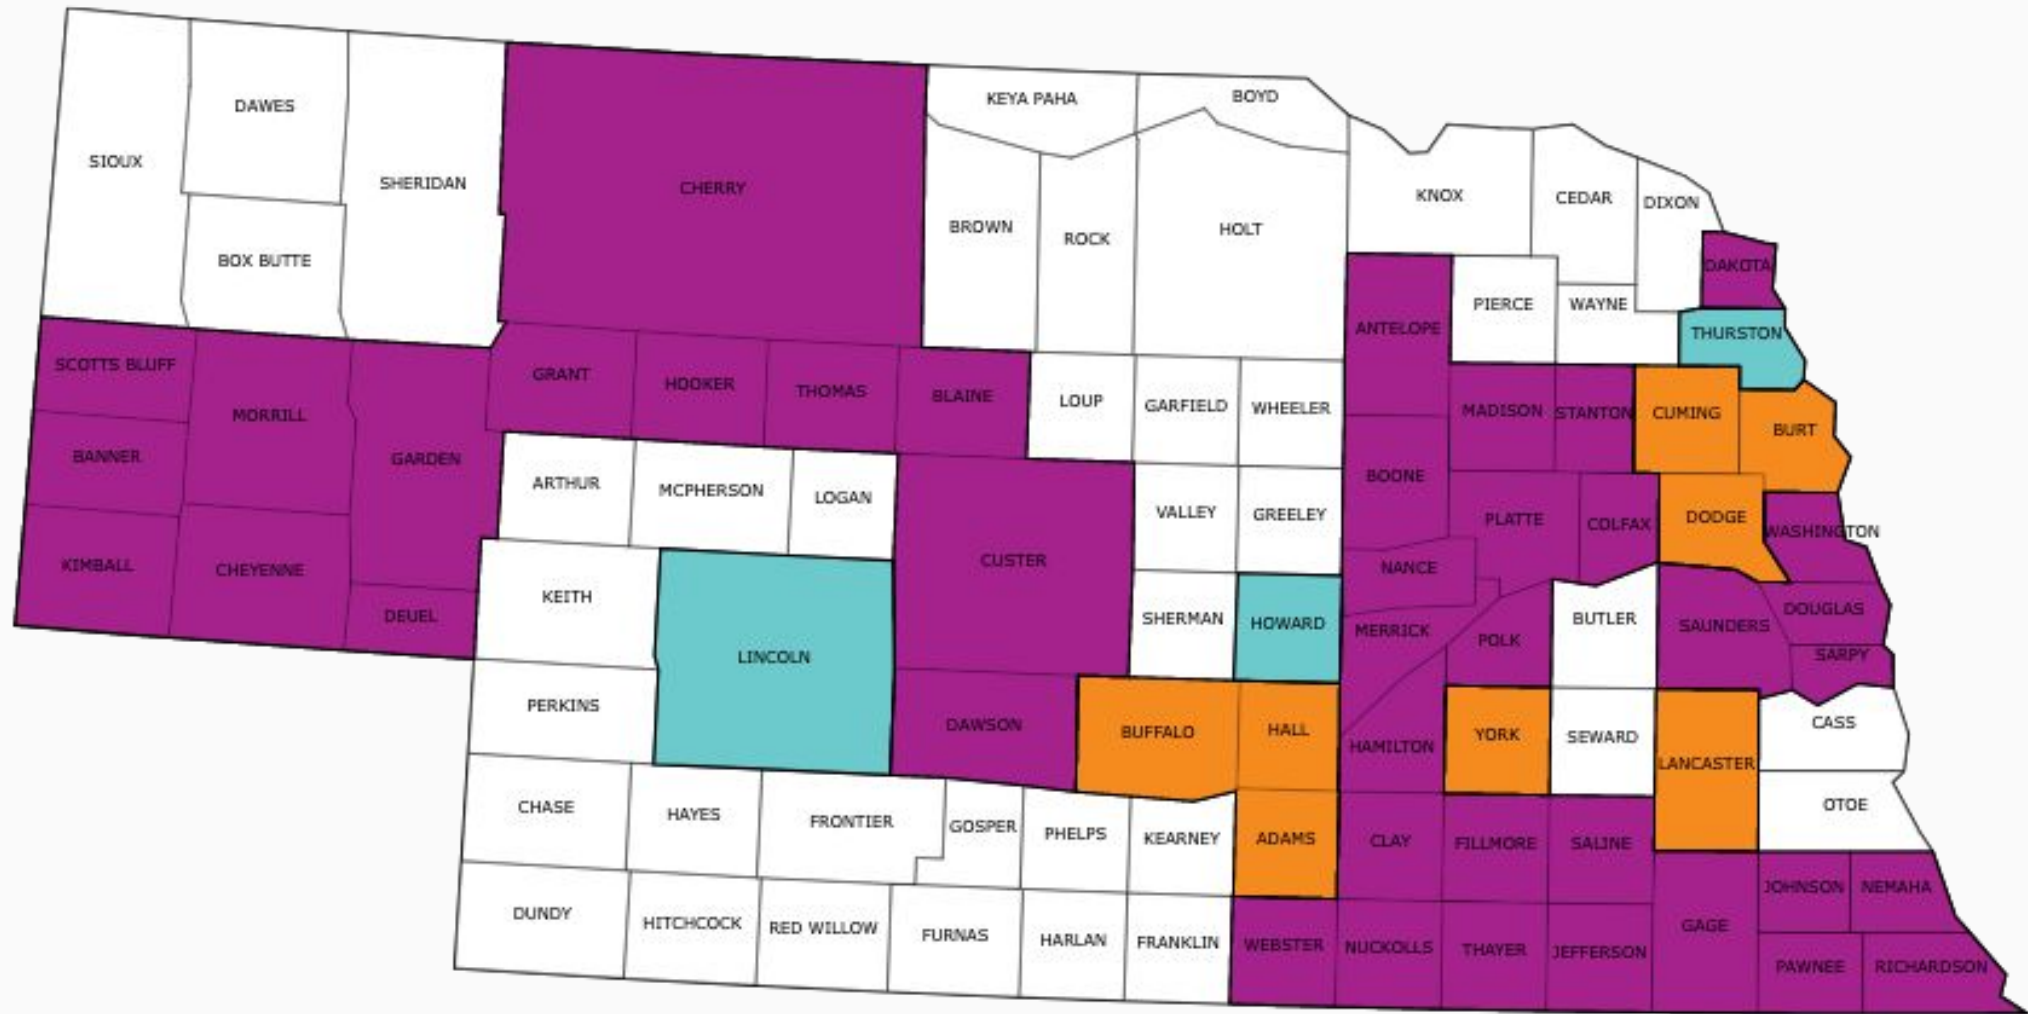 SIOUX
DAWES
BOX BUTTE
SHERIDAN
CHERRY
KEYA PAHA
BOYD
BROWN
ROCK
HOLT
KNOX
CEDAR
DIXON
DAKOTA
ANTELOPE
PIERCE
WAYNE
THURSTON
SCOTTS BLUFF
MORRILL
GARDEN
GRANT
HOOKER
THOMAS
BLAINE
LOUP
GARFIELD
WHEELER
BOONE
MADISON
STANTON
CUMING
BURT
BANNER
ARTHUR
MCPHERSON
LOGAN
CUSTER
VALLEY
GREELEY
PLATTE
COLFAX
DODGE
WASHINGTON
KIMBALL
CHEYENNE
DEUEL
KEITH
LINCOLN
SHERMAN
HOWARD
NANCE
MERRICK
POLK
BUTLER
SAUNDERS
DOUGLAS
SARPY
PERKINS
DAWSON
BUFFALO
HALL
HAMILTON
YORK
SEWARD
LANCASTER
CASS
OTOE
CHASE
HAYES
FRONTIER
GOSPER
PHELPS
KEARNEY
ADAMS
CLAY
FILLMORE
SALINE
GAGE
JOHNSON
NEMAHA
DUNDY
HITCHCOCK
RED WILLOW
FURNAS
HARLAN
FRANKLIN
WEBSTER
NUCKOLLS
THAYER
JEFFERSON
PAWNEE
RICHARDSON